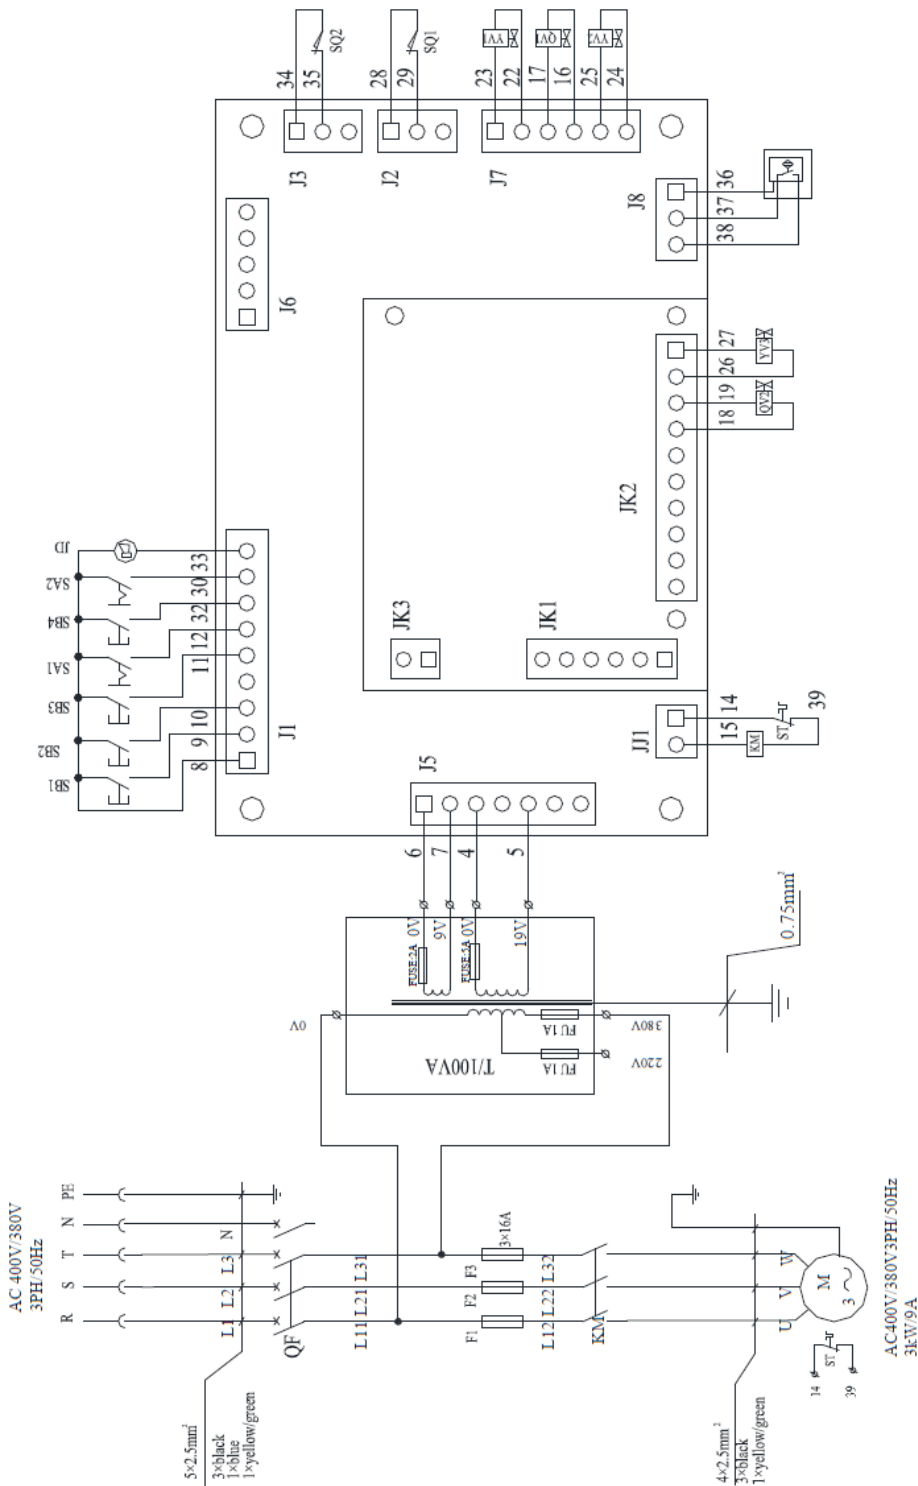 SQ2
34
35
J3
SQ1
28
29
J2
YV1
QV1
23
22
17
16
25
24
J7
36
37
38
J8
J6
27
26
19
18
YV3
QV2
JK2
JK3
JK1
JD
SA2
SB4
SA1
SB3
SB2
SB1
33
30
32
12
11
10
9
8
J1
14
15
KM
ST
39
JJ1
J5
6
7
4
5
0V
9V
0V
19V
FUSE:2A
FUSE:5A
0.75mm²
0V
T/100VA
FU1A
FU1A
380V
220V
AC 400V/380V
3PH/50Hz
R
S
T
N
PE
L1
L2
L3
N
QF
L11
L21
L31
5×2.5mm²
3×black
1×blue
1×yellow/green
F1
F2
F3
3×16A
L12
L22
L32
KM
U
V
W
M
3
ST
14
39
4×2.5mm²
3×black
1×yellow/green
AC400V/380V3PH/50Hz
3kW/9A